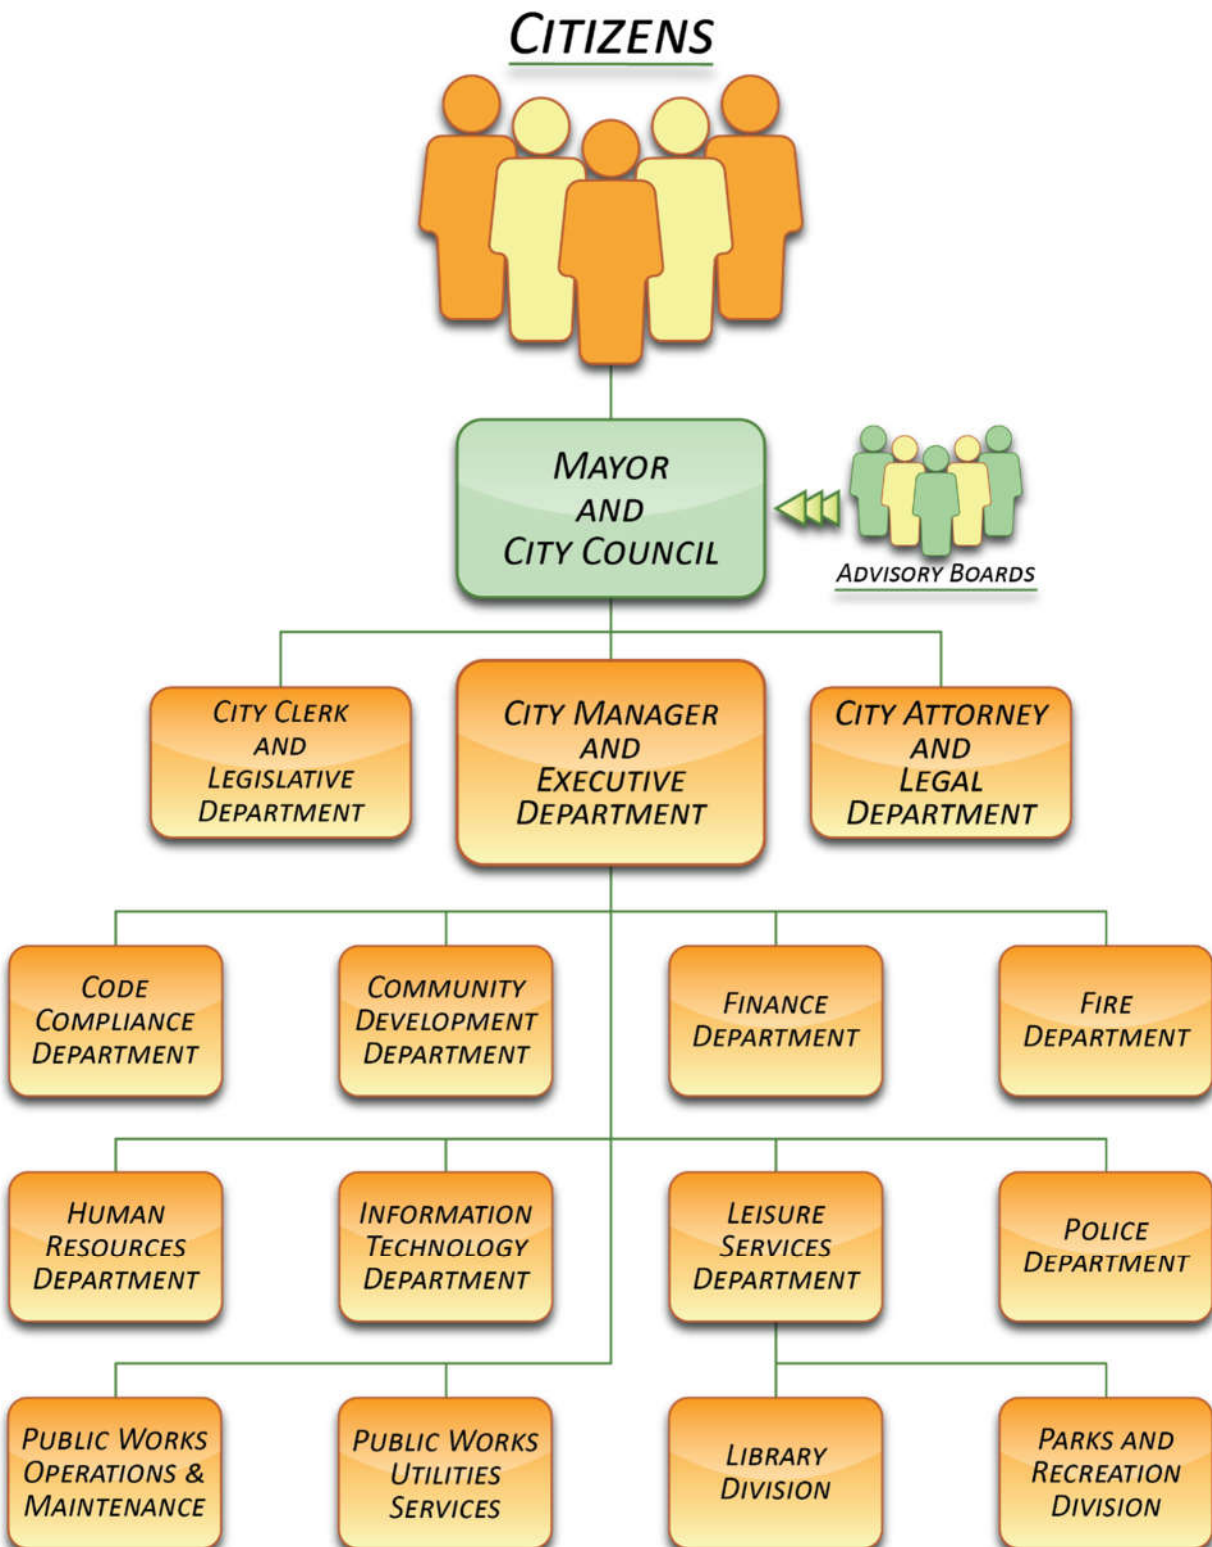 CITIZENS
MAYOR
AND
CITY COUNCIL
ADVISORY BOARDS
CITY CLERK
AND
LEGISLATIVE
DEPARTMENT
CITY MANAGER
AND
EXECUTIVE
DEPARTMENT
CITY ATTORNEY
AND
LEGAL
DEPARTMENT
CODE
COMPLIANCE
DEPARTMENT
COMMUNITY
DEVELOPMENT
DEPARTMENT
FINANCE
DEPARTMENT
FIRE
DEPARTMENT
HUMAN
RESOURCES
DEPARTMENT
INFORMATION
TECHNOLOGY
DEPARTMENT
LEISURE
SERVICES
DEPARTMENT
POLICE
DEPARTMENT
PUBLIC WORKS
OPERATIONS &
MAINTENANCE
PUBLIC WORKS
UTILITIES
SERVICES
LIBRARY
DIVISION
PARKS AND
RECREATION
DIVISION